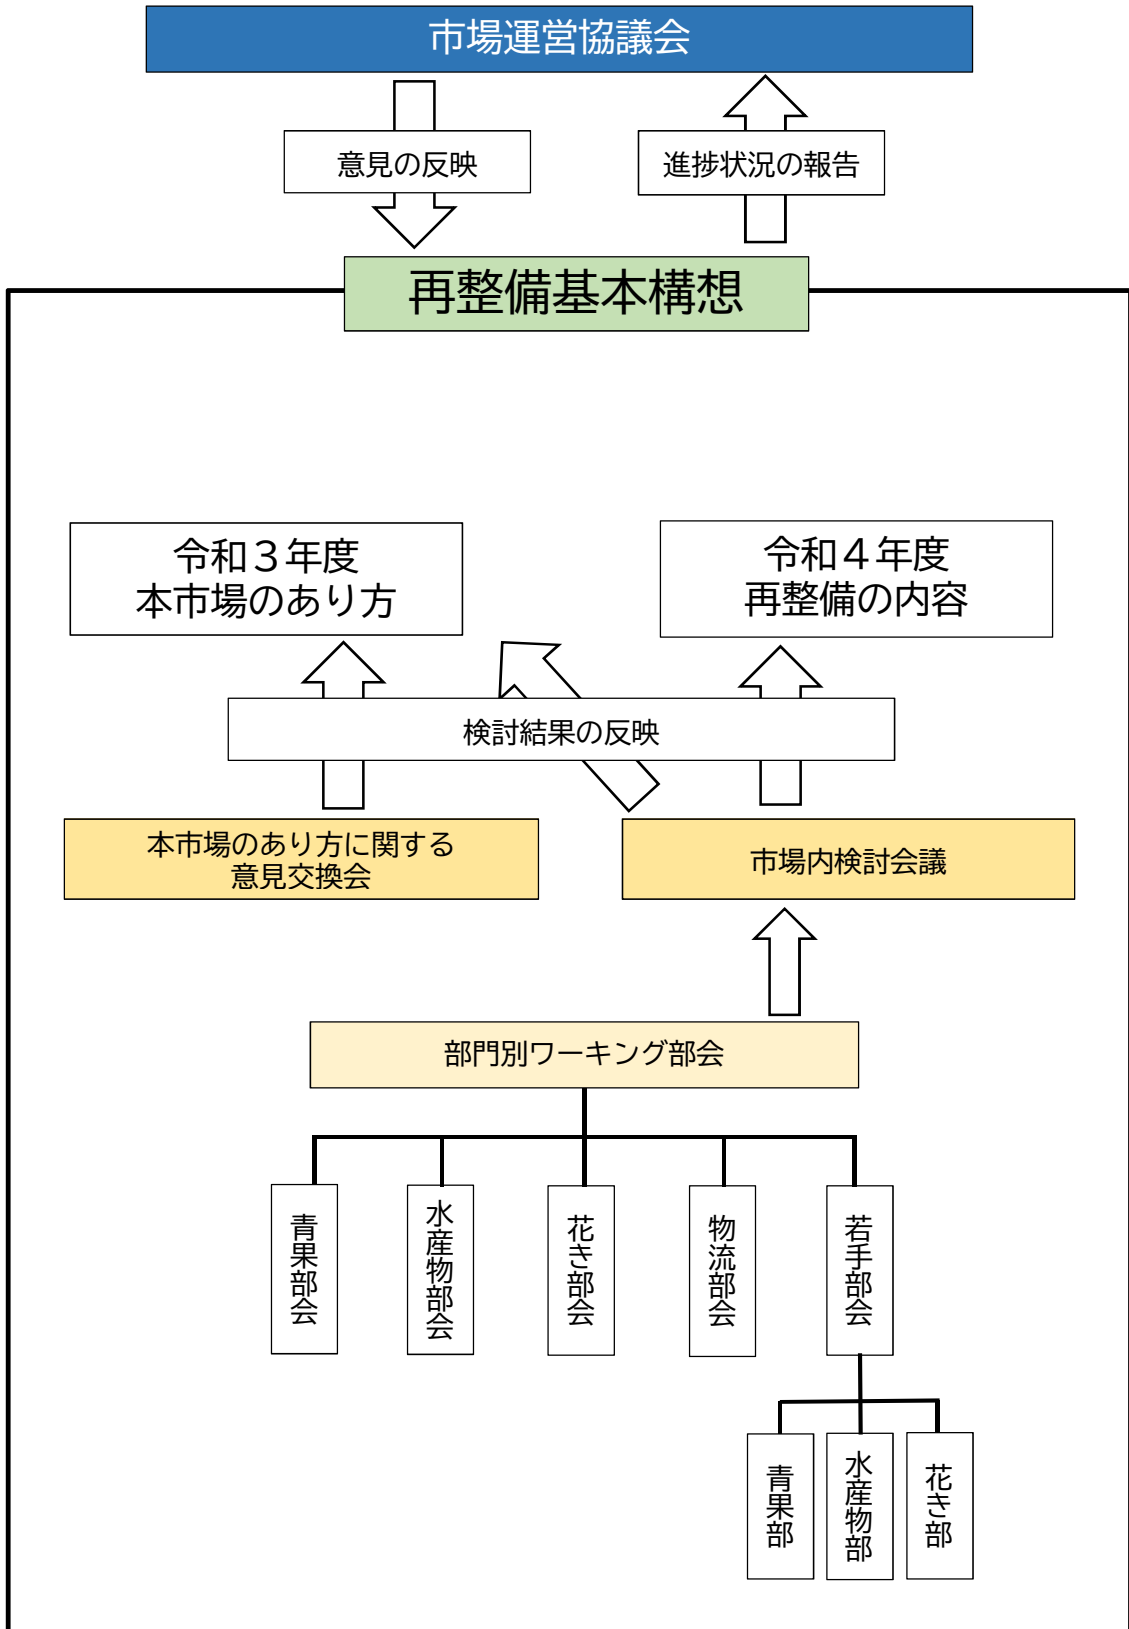 市場運営協議会
意見の反映
進捗状況の報告
再整備基本構想
令和３年度
本市場のあり方
令和４年度
再整備の内容
検討結果の反映
本市場のあり方に関する
意見交換会
市場内検討会議
部門別ワーキング部会
青果部会
水産物部会
花き部会
物流部会
若手部会
青果部
水産物部
花き部